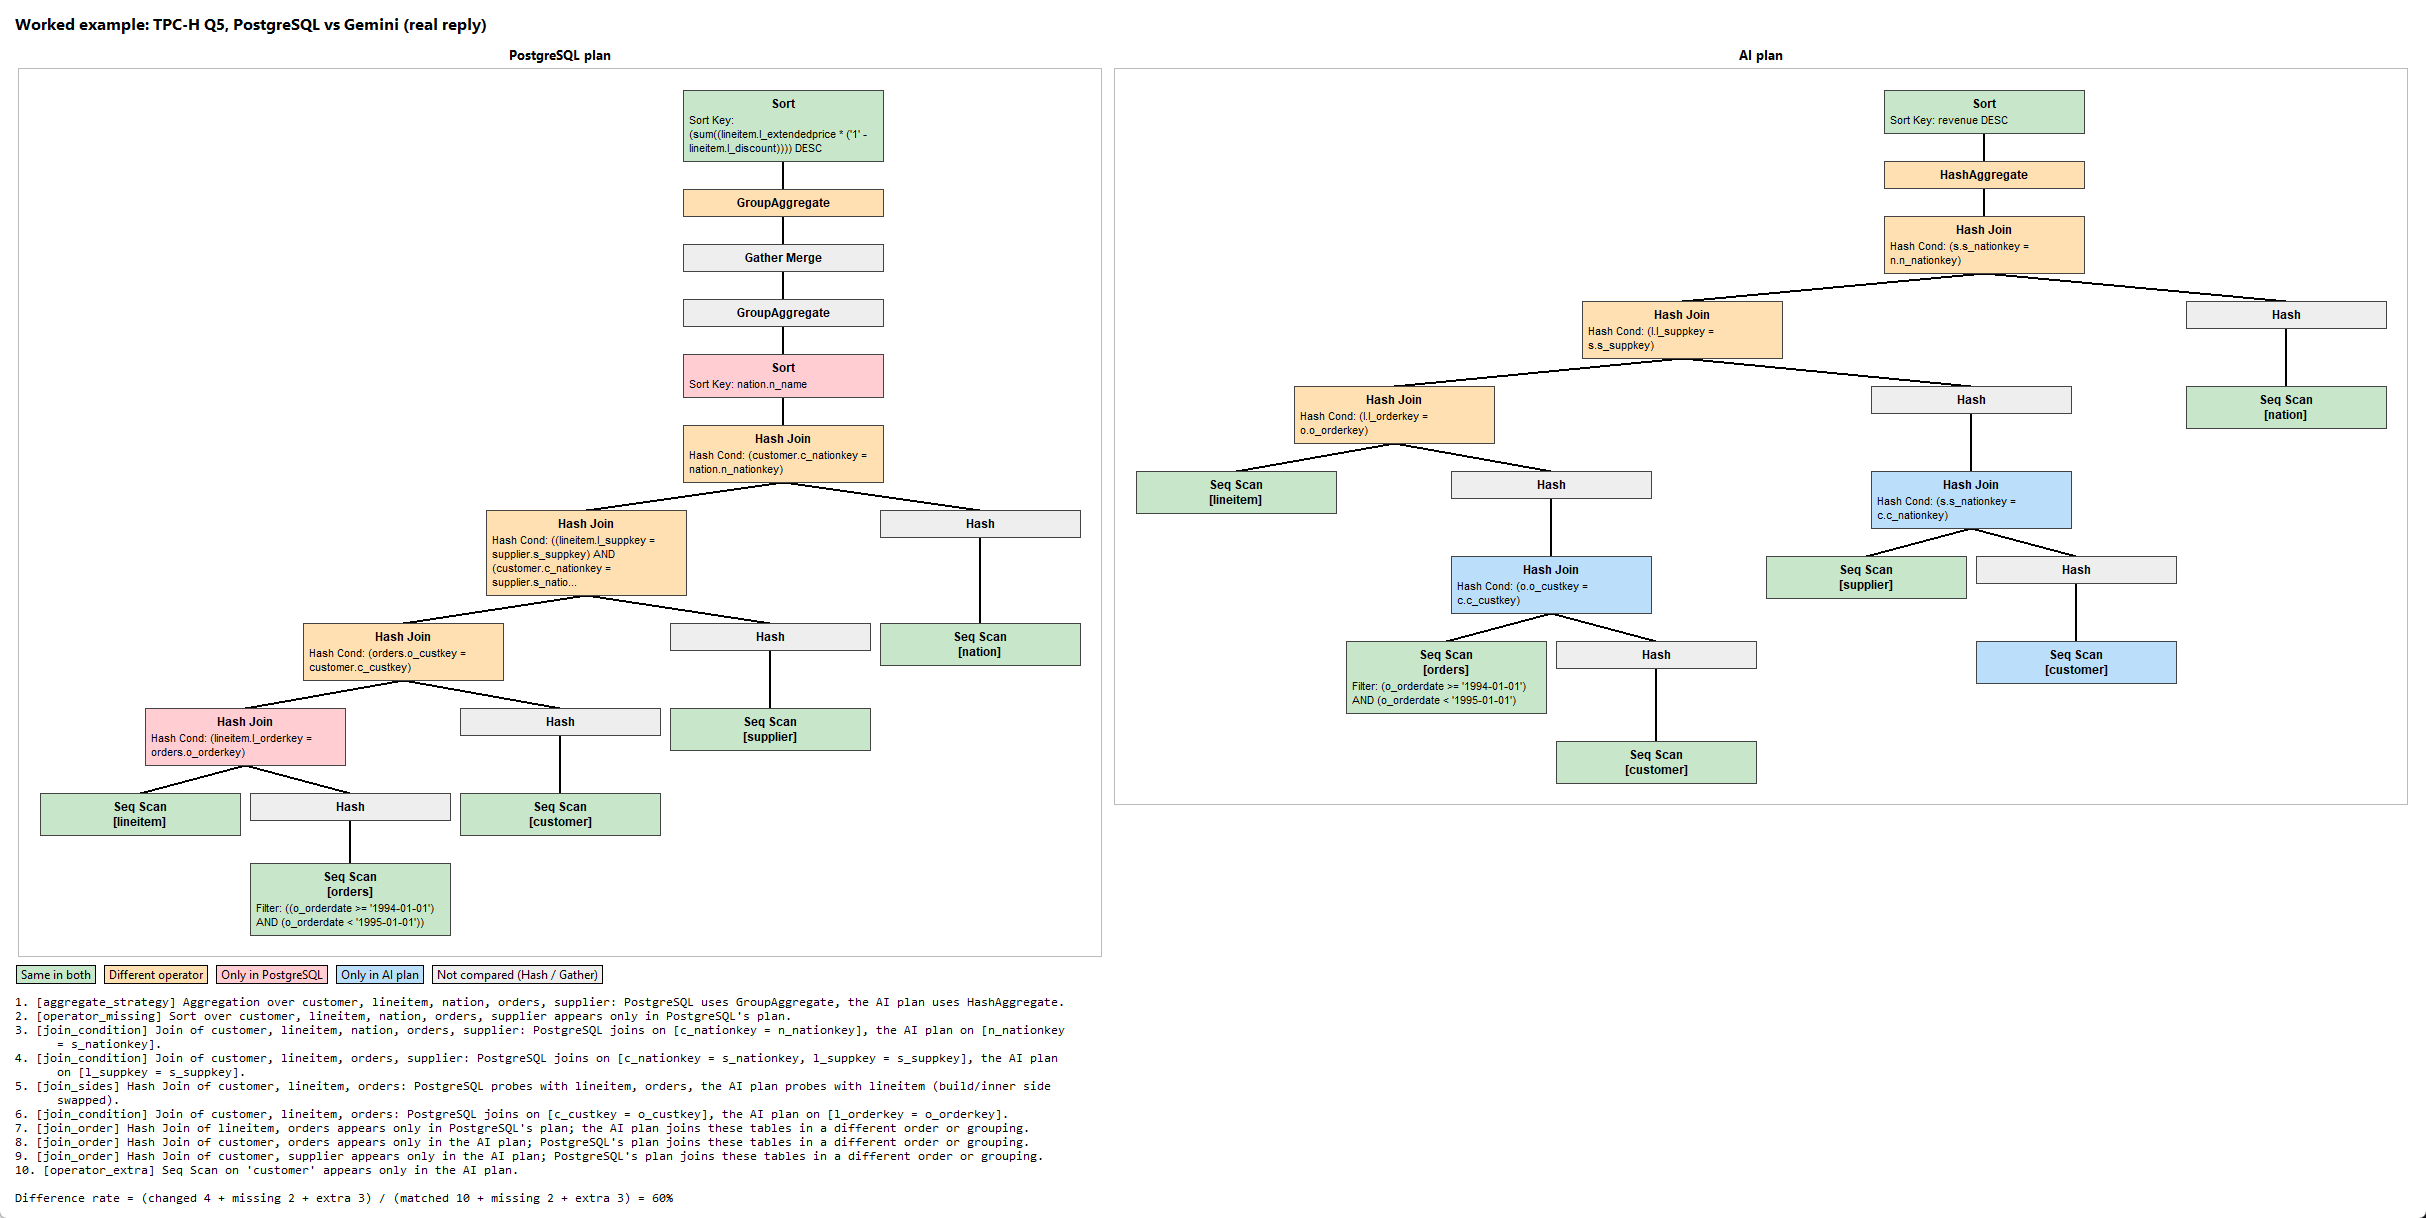 Worked example: TPC-H Q5, PostgreSQL vs Gemini (real reply)
PostgreSQL plan
Sort
Sort Key:
(sum((lineitem.l_extendedprice * ('1' -
lineitem.l_discount)))) DESC
GroupAggregate
Gather Merge
GroupAggregate
Sort
Sort Key: nation.n_name
Hash Join
Hash Cond: (customer.c_nationkey =
nation.n_nationkey)
Hash Join
Hash Cond: ((lineitem.l_suppkey =
supplier.s_suppkey) AND
(customer.c_nationkey =
supplier.s_natio...
Hash
Hash Join
Hash Cond: (orders.o_custkey =
customer.c_custkey)
Hash
Seq Scan
[nation]
Hash Join
Hash Cond: (lineitem.l_orderkey =
orders.o_orderkey)
Hash
Seq Scan
[supplier]
Seq Scan
[lineitem]
Hash
Seq Scan
[customer]
Seq Scan
[orders]
Filter: ((o_orderdate >= '1994-01-01')
AND (o_orderdate < '1995-01-01'))
AI plan
Sort
Sort Key: revenue DESC
HashAggregate
Hash Join
Hash Cond: (s.s_nationkey =
n.n_nationkey)
Hash Join
Hash Cond: (l.l_suppkey =
s.s_suppkey)
Hash
Hash Join
Hash Cond: (l.l_orderkey =
o.o_orderkey)
Hash
Seq Scan
[nation]
Seq Scan
[lineitem]
Hash
Hash Join
Hash Cond: (s.s_nationkey =
c.c_nationkey)
Hash Join
Hash Cond: (o.o_custkey =
c.c_custkey)
Seq Scan
[supplier]
Hash
Seq Scan
[orders]
Filter: (o_orderdate >= '1994-01-01')
AND (o_orderdate < '1995-01-01')
Hash
Seq Scan
[customer]
Seq Scan
[customer]
Same in both
Different operator
Only in PostgreSQL
Only in AI plan
Not compared (Hash / Gather)
1. [aggregate_strategy] Aggregation over customer, lineitem, nation, orders, supplier: PostgreSQL uses GroupAggregate, the AI plan uses HashAggregate.
2. [operator_missing] Sort over customer, lineitem, nation, orders, supplier appears only in PostgreSQL's plan.
3. [join_condition] Join of customer, lineitem, nation, orders, supplier: PostgreSQL joins on [c_nationkey = n_nationkey], the AI plan on [n_nationkey
= s_nationkey].
4. [join_condition] Join of customer, lineitem, orders, supplier: PostgreSQL joins on [c_nationkey = s_nationkey, l_suppkey = s_suppkey], the AI plan
on [l_suppkey = s_suppkey].
5. [join_sides] Hash Join of customer, lineitem, orders: PostgreSQL probes with lineitem, orders, the AI plan probes with lineitem (build/inner side
swapped).
6. [join_condition] Join of customer, lineitem, orders: PostgreSQL joins on [c_custkey = o_custkey], the AI plan on [l_orderkey = o_orderkey].
7. [join_order] Hash Join of lineitem, orders appears only in PostgreSQL's plan; the AI plan joins these tables in a different order or grouping.
8. [join_order] Hash Join of customer, orders appears only in the AI plan; PostgreSQL's plan joins these tables in a different order or grouping.
9. [join_order] Hash Join of customer, supplier appears only in the AI plan; PostgreSQL's plan joins these tables in a different order or grouping.
10. [operator_extra] Seq Scan on 'customer' appears only in the AI plan.
Difference rate = (changed 4 + missing 2 + extra 3) / (matched 10 + missing 2 + extra 3) = 60%